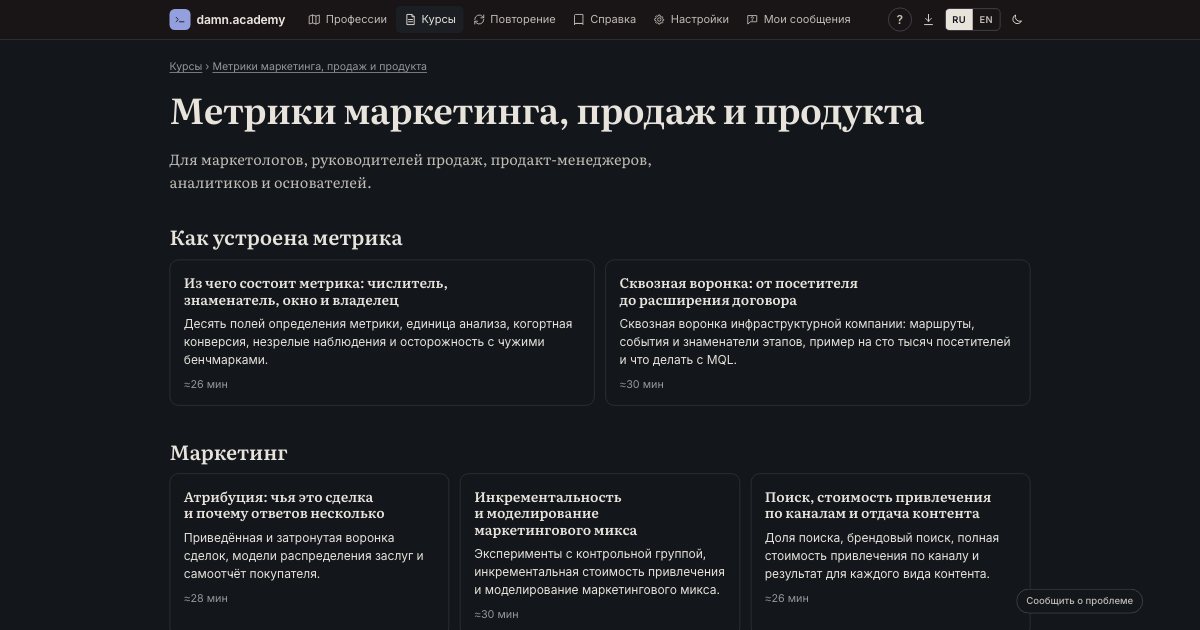 damn.academy
Профессии
Курсы
Повторение
Справка
Настройки
Мои сообщения
?
RU
EN
Курсы › Метрики маркетинга, продаж и продукта
Метрики маркетинга, продаж и продукта
Для маркетологов, руководителей продаж, продакт-менеджеров,
аналитиков и основателей.
Как устроена метрика
Из чего состоит метрика: числитель,
знаменатель, окно и владелец
Десять полей определения метрики, единица анализа, когортная
конверсия, незрелые наблюдения и осторожность с чужими
бенчмарками.
≈26 мин
Сквозная воронка: от посетителя
до расширения договора
Сквозная воронка инфраструктурной компании: маршруты,
события и знаменатели этапов, пример на сто тысяч посетителей
и что делать с MQL.
≈30 мин
Маркетинг
Атрибуция: чья это сделка
и почему ответов несколько
Приведённая и затронутая воронка
сделок, модели распределения заслуг и
самоотчёт покупателя.
≈28 мин
Инкрементальность
и моделирование
маркетингового микса
Эксперименты с контрольной группой,
инкрементальная стоимость привлечения
и моделирование маркетингового микса.
≈30 мин
Поиск, стоимость привлечения
по каналам и отдача контента
Доля поиска, брендовый поиск, полная
стоимость привлечения по каналу и
результат для каждого вида контента.
≈26 мин
Сообщить о проблеме